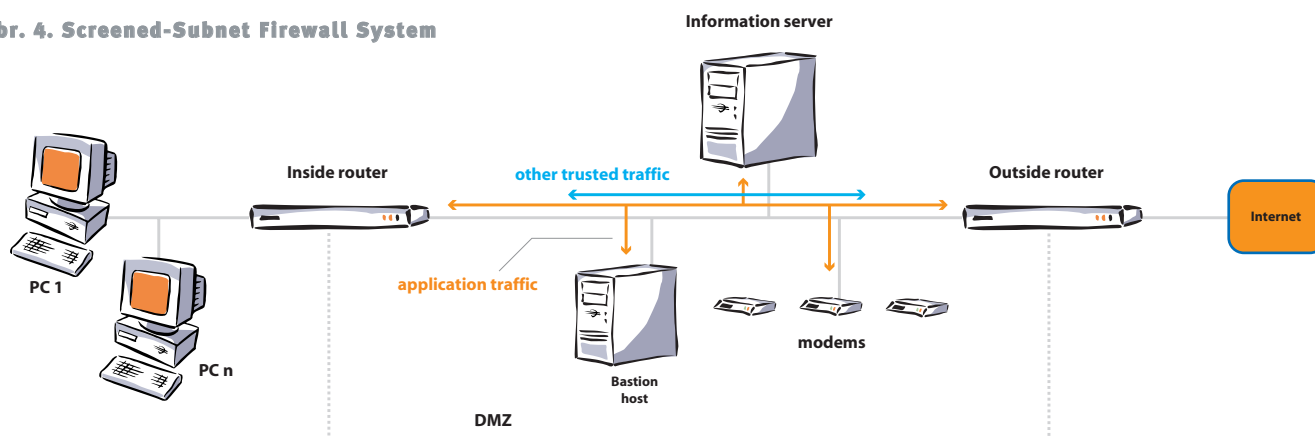 br. 4. Screened-Subnet Firewall System
Information server
Inside router
other trusted traffic
Outside router
Internet
application traffic
PC 1
modems
PC n
Bastion
host
DMZ